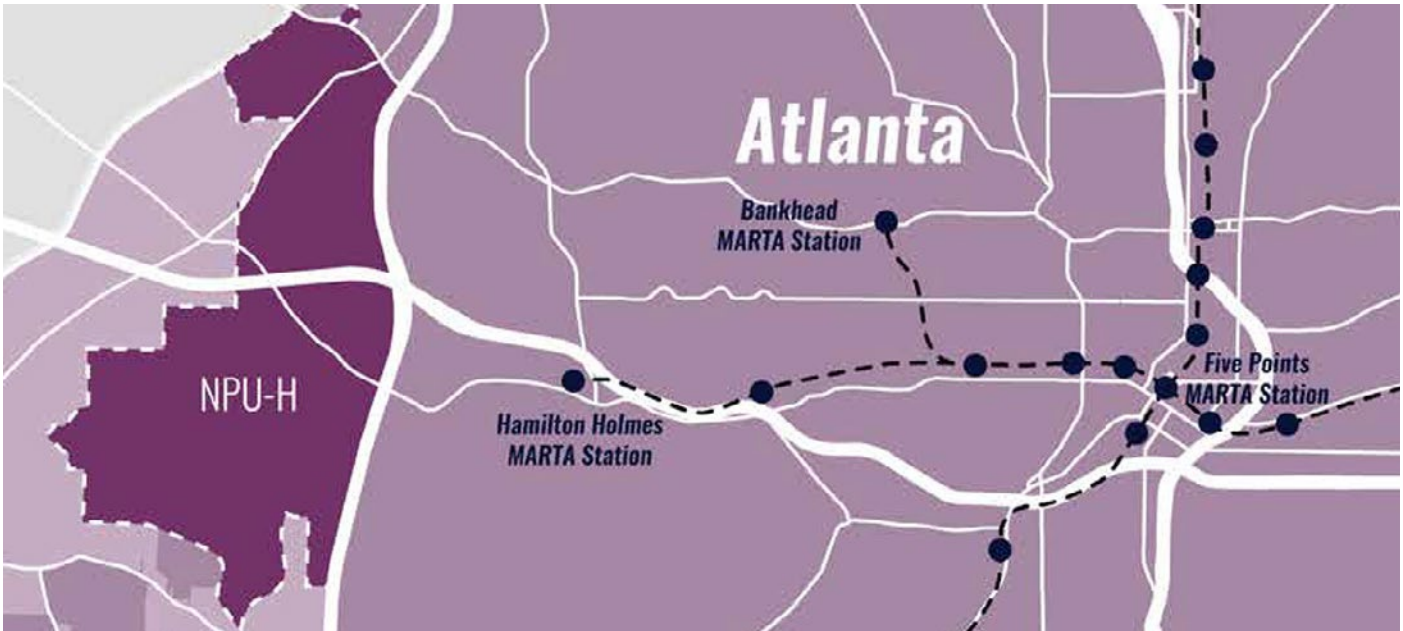 Atlanta
Bankhead
MARTA Station
Five Points
MARTA Station
NPU-H
Hamilton Holmes
MARTA Station